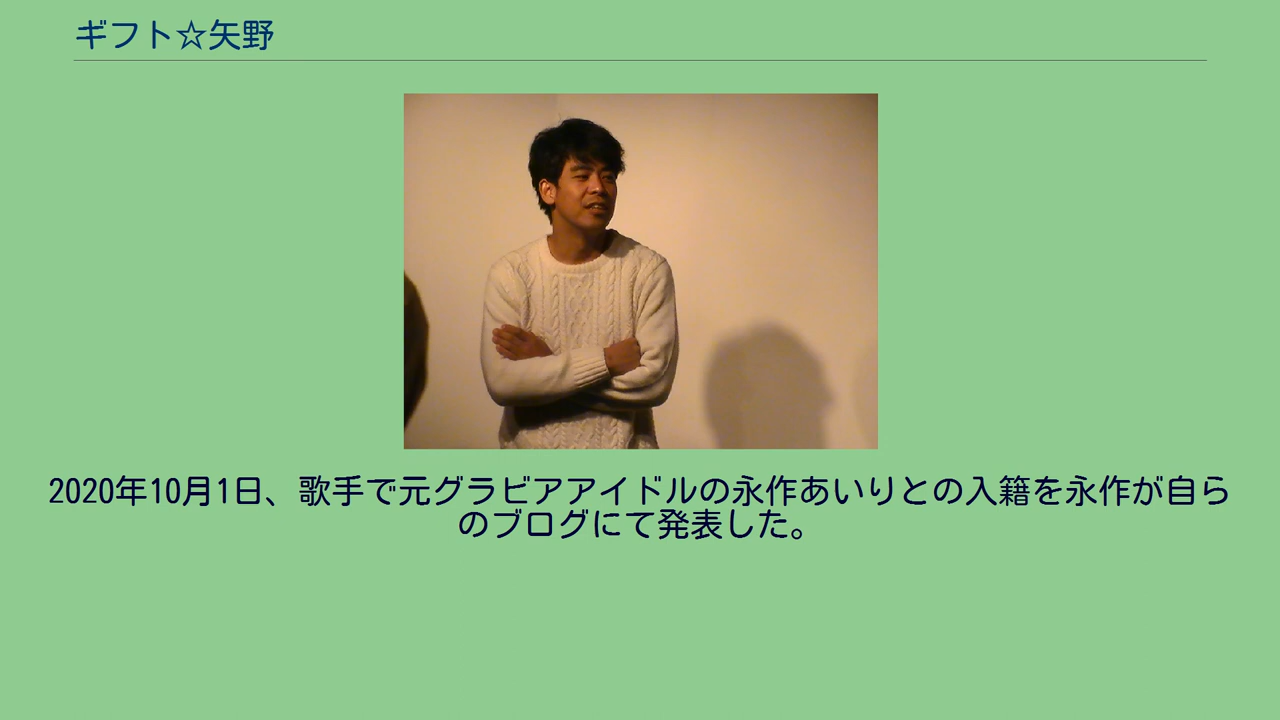 ギフト☆矢野
2020年10月1日、歌手で元グラビアアイドルの永作あいりとの入籍を永作が自ら
のブログにて発表した。